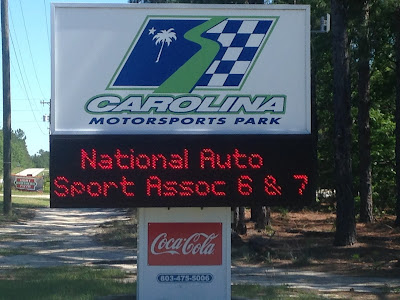 CAROLINA
MOTORSPORTS PARK
National Auto
Sport Assoc 6 & 7
Coca-Cola
803-475-5006